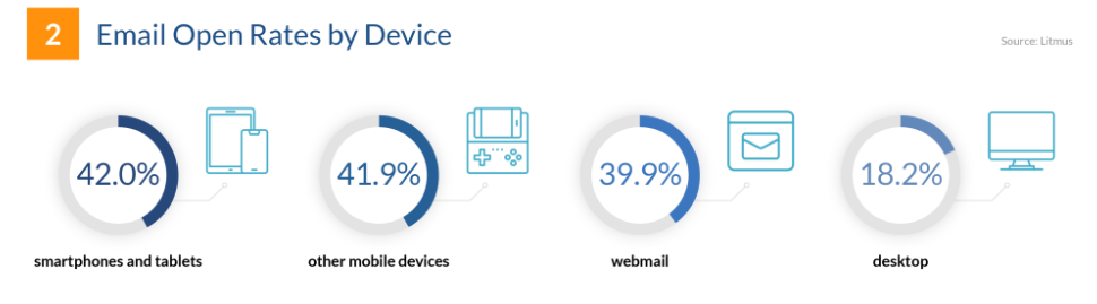 2 Email Open Rates by Device
Source: Litmus
42.0% 41.9% 39.9% 18.2%
smartphones and tablets other mobile devices webmail desktop